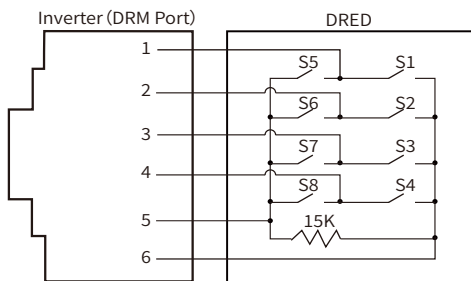 Inverter (DRM Port) DRED
1
S5 S1
2
S6 S2
3
S7 S3
4
S8 S4
5 15K
6